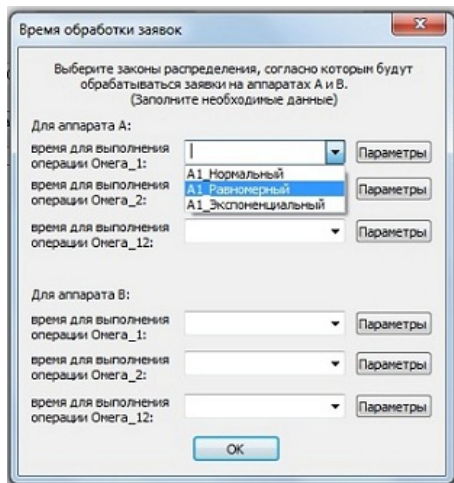 Время обработки заявок
Выберите законы распределения, согласно которым будут
обрабатываться заявки на аппаратах А и В.
(Заполните необходимые данные)
Для аппарата А:
время для выполнения
операции Омега_1:
Параметры
А1_Нормальный
А1_Равномерный
А1_Экспоненциальный
время для выполнения
операции Омега_2:
Параметры
время для выполнения
операции Омега_12:
Параметры
Для аппарата В:
время для выполнения
операции Омега_1:
Параметры
время для выполнения
операции Омега_2:
Параметры
время для выполнения
операции Омега_12:
Параметры
OK